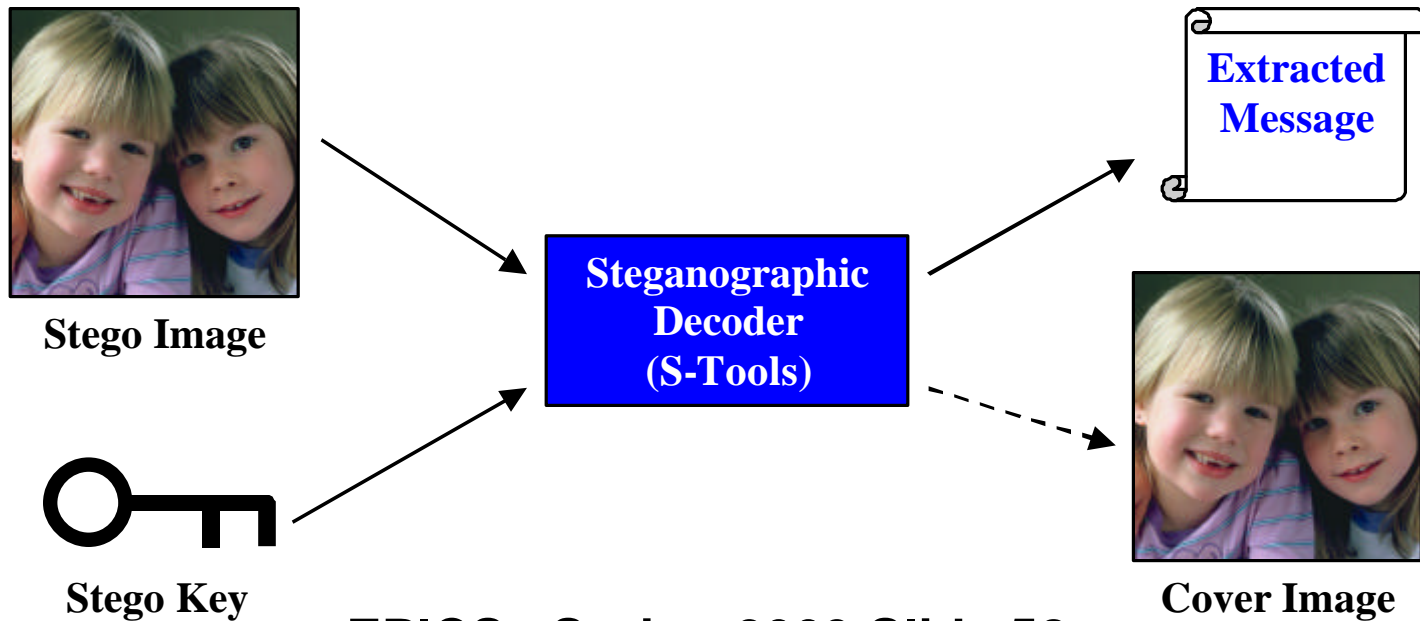 Extracted
Message
Steganographic
Decoder
(S-Tools)
Stego Image
Stego Key
Cover Image